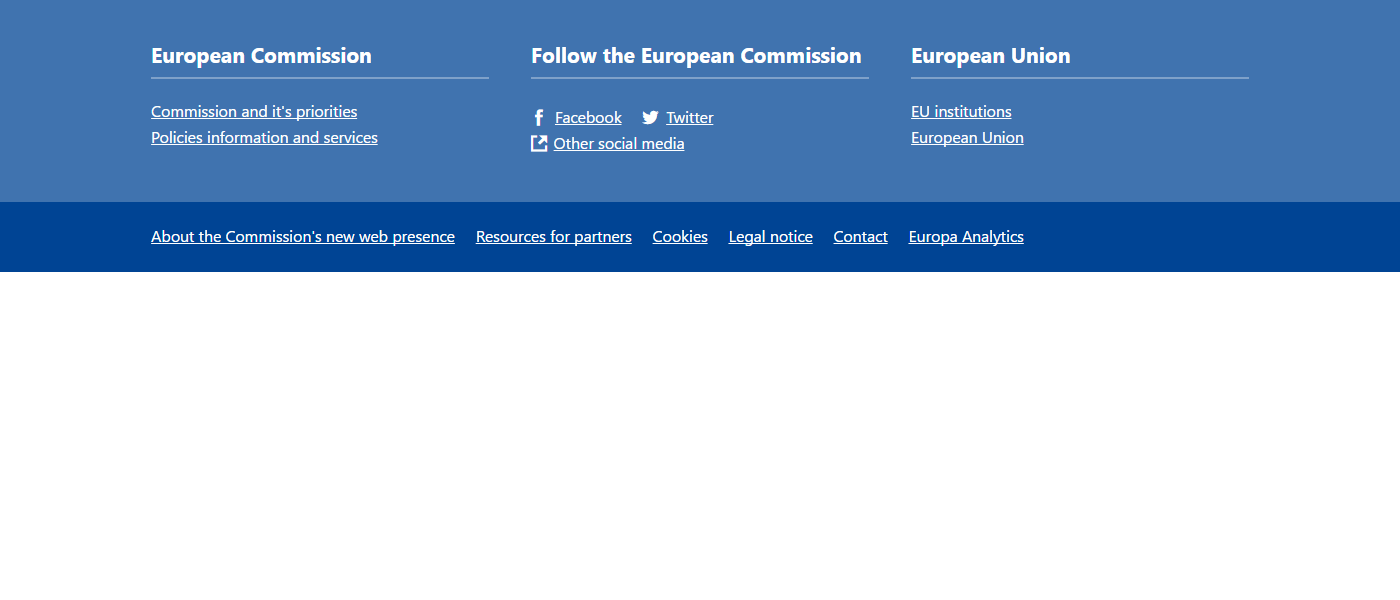 European Commission
Commission and it's priorities
Policies information and services
Follow the European Commission
Facebook Twitter
Other social media
European Union
EU institutions
European Union
About the Commission's new web presence Resources for partners Cookies Legal notice Contact Europa Analytics